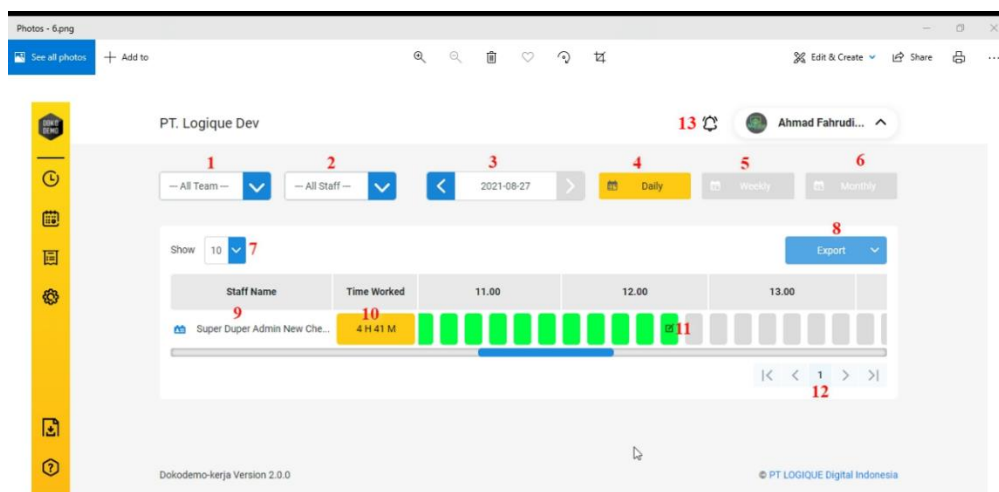 Photos - 6.png
See all photos + Add to Edit & Create Share
DOKO DEMO
PT. Logique Dev 13 Ahmad Fahrudi...
1 2 3 4 5 6
-- All Team -- -- All Staff -- 2021-08-27 Daily Weekly Monthly
8
Show 10 7 Export
Staff Name Time Worked 11.00 12.00 13.00
9 10
Super Duper Admin New Che... 4 H 41 M 11
1
12
Dokodemo-kerja Version 2.0.0 © PT LOGIQUE Digital Indonesia